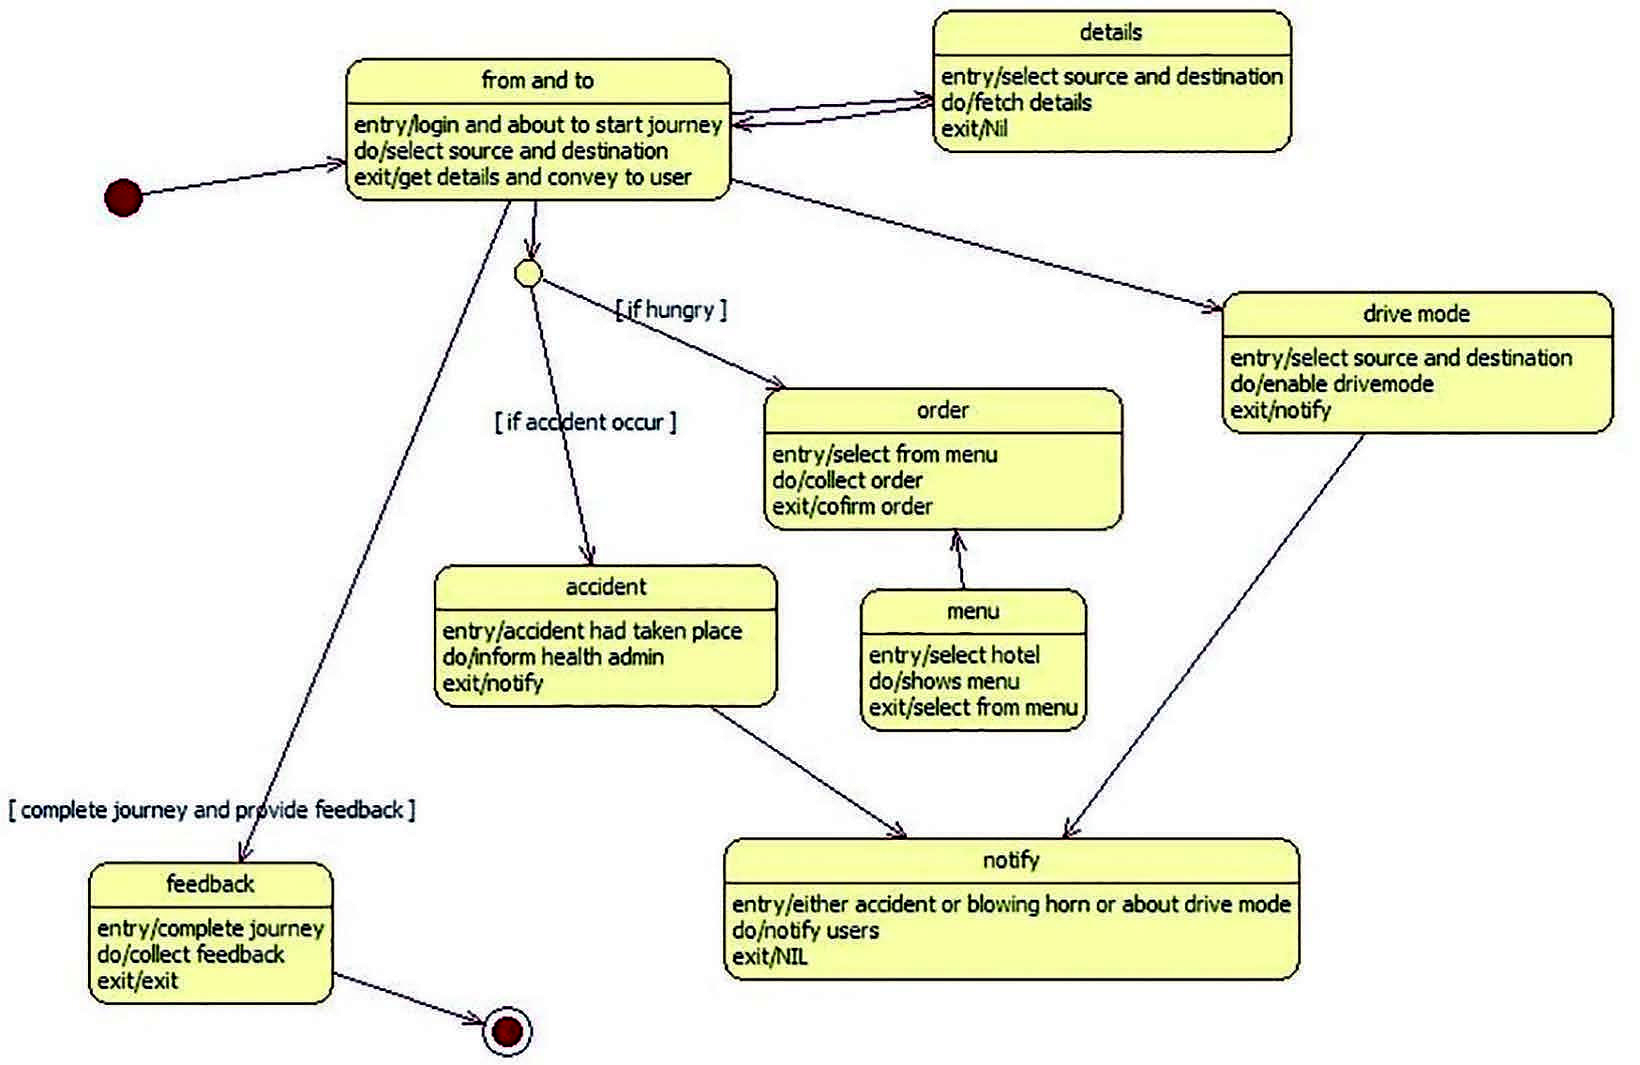 details
entry/select source and destination
do/fetch details
exit/Nil
from and to
entry/login and about to start journey
do/select source and destination
exit/get details and convey to user
[ if hungry ]
drive mode
entry/select source and destination
do/enable drivemode
exit/notify
[ if accident occur ]
order
entry/select from menu
do/collect order
exit/cofirm order
accident
entry/accident had taken place
do/inform health admin
exit/notify
menu
entry/select hotel
do/shows menu
exit/select from menu
[ complete journey and provide feedback ]
feedback
entry/complete journey
do/collect feedback
exit/exit
notify
entry/either accident or blowing horn or about drive mode
do/notify users
exit/NIL